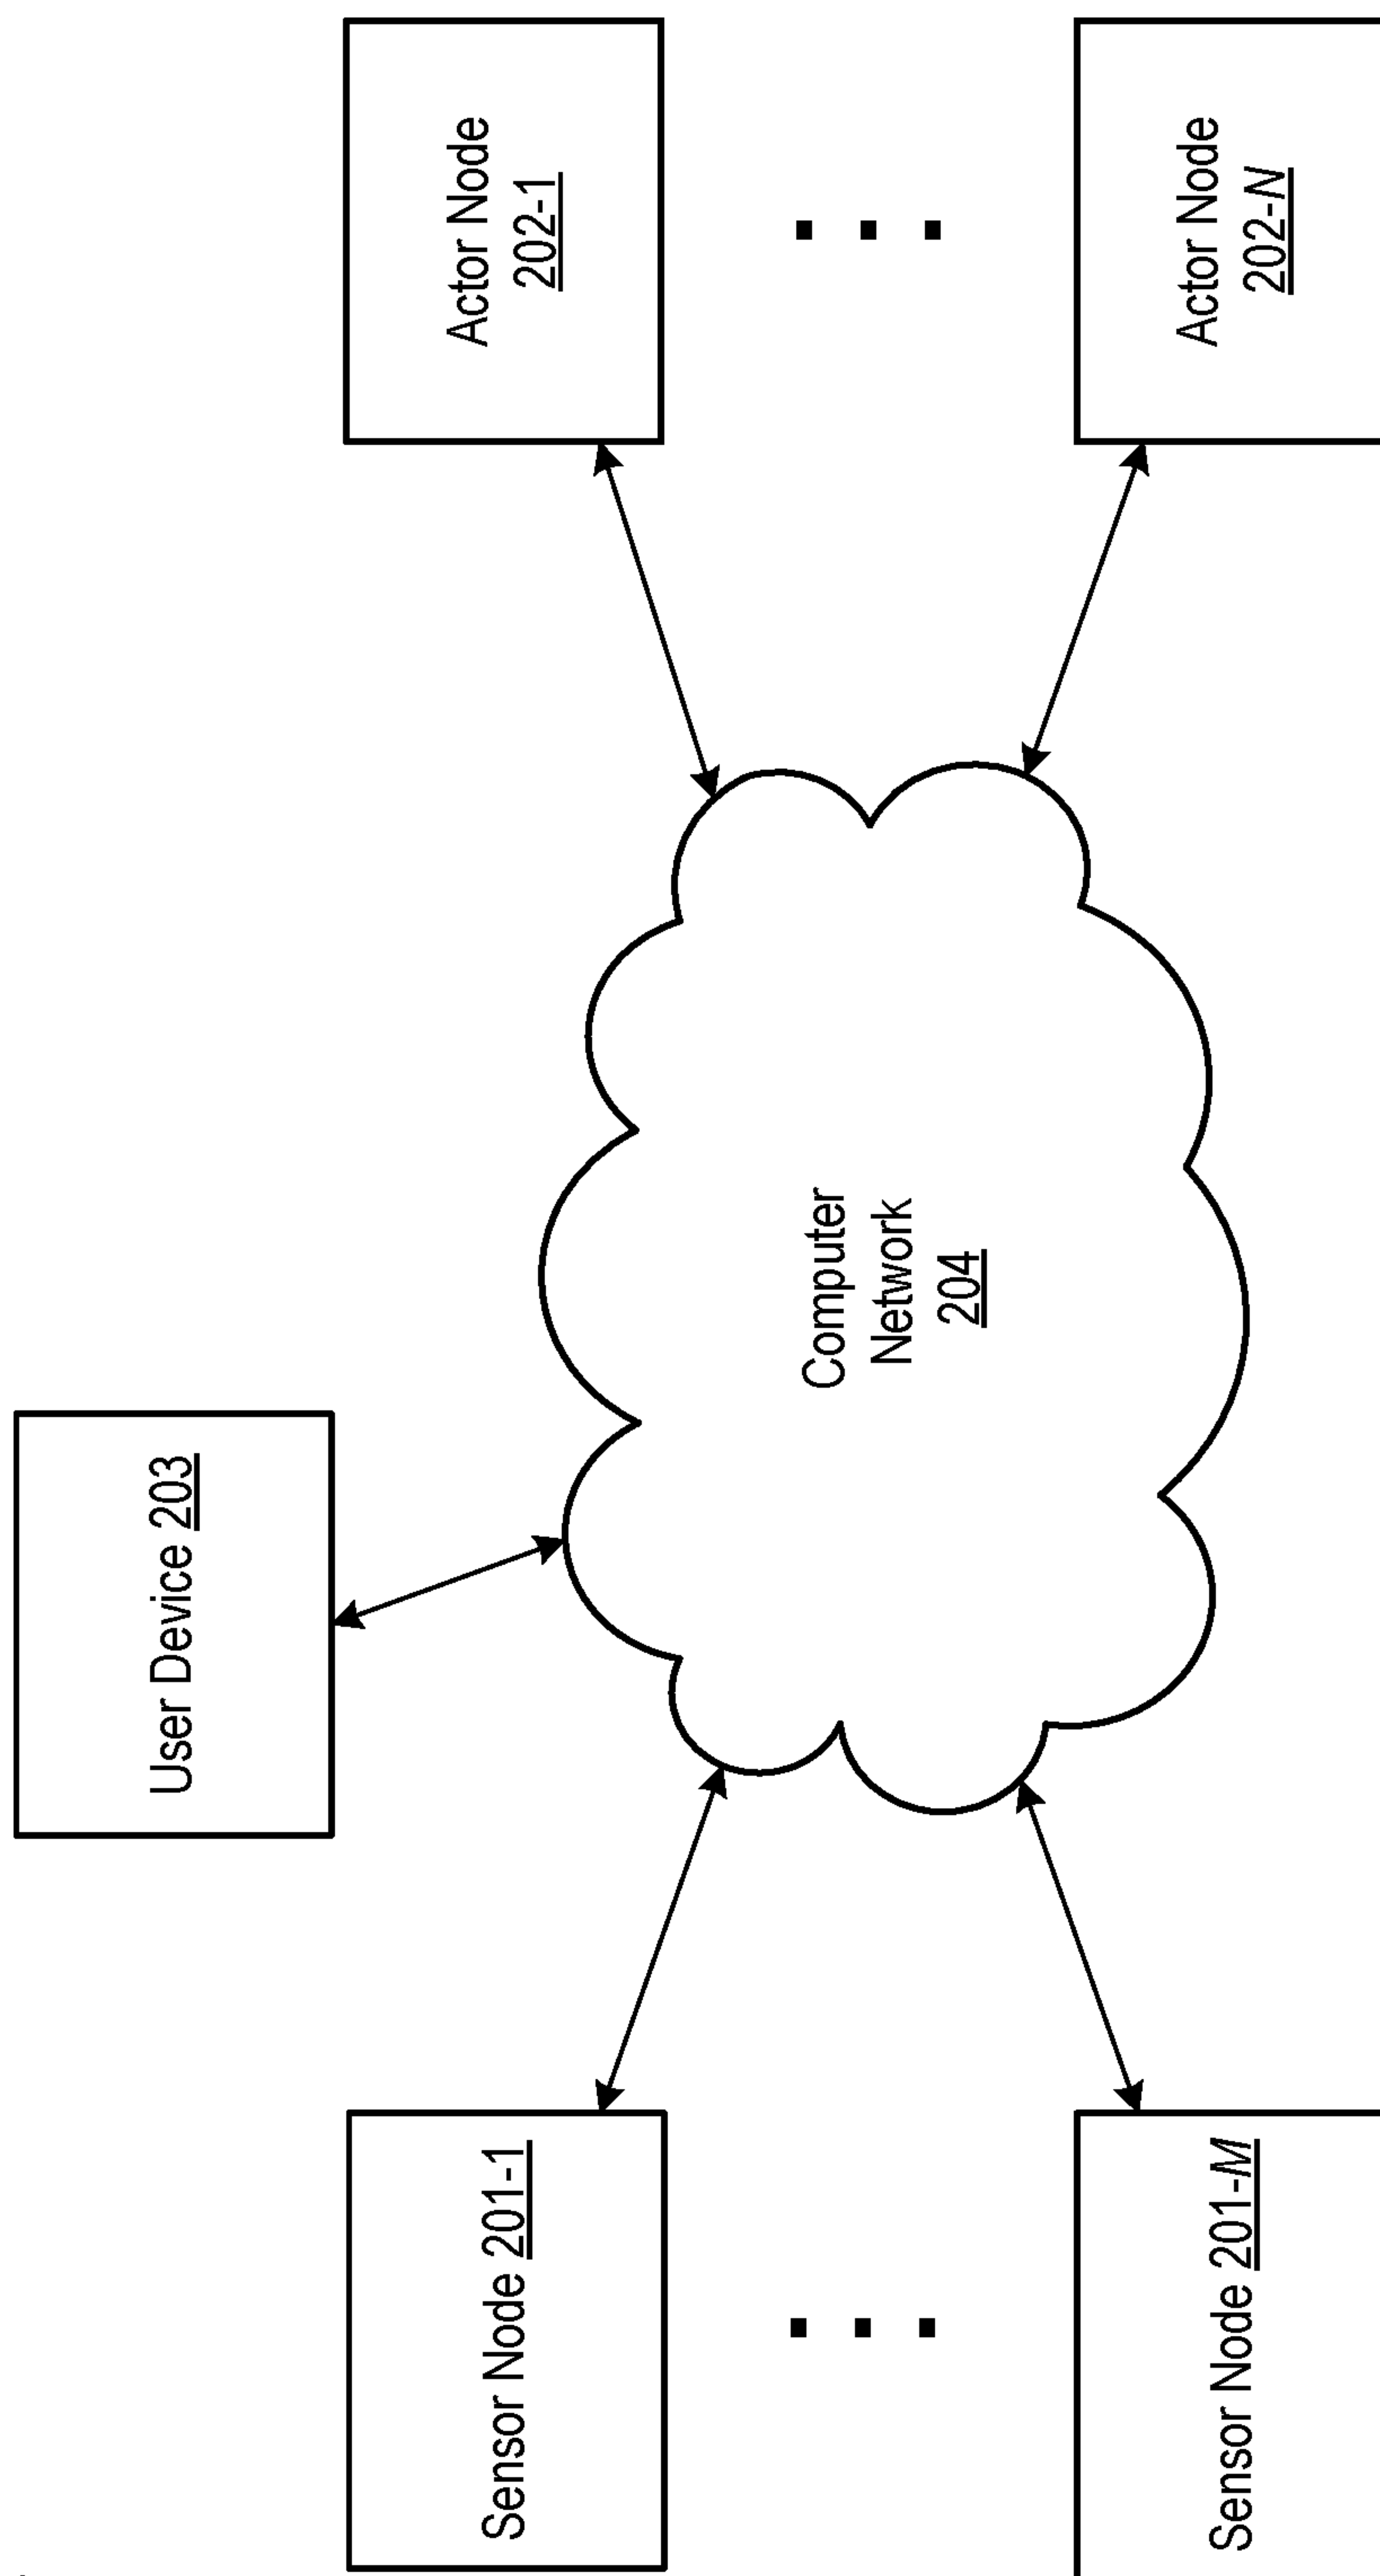 User Device 203
Sensor Node 201-1
Actor Node
202-1
Computer
Network
204
Sensor Node 201-M
Actor Node
202-N